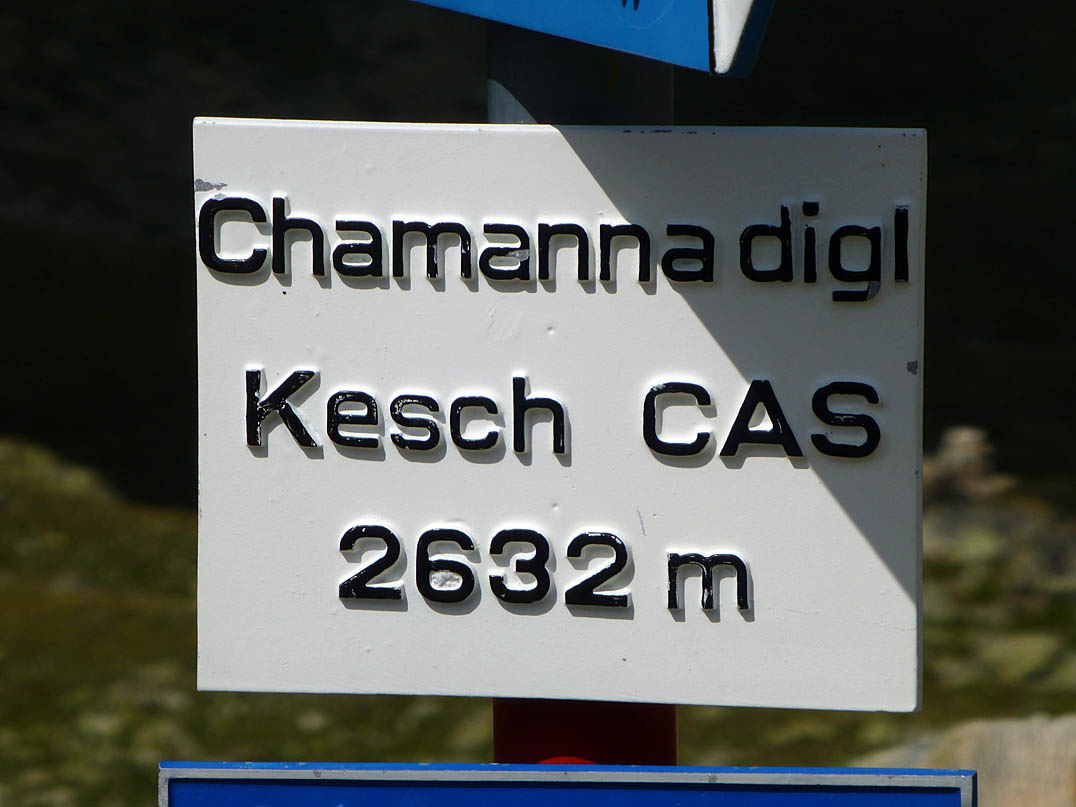 Chamanna digl
Kesch CAS
2632 m